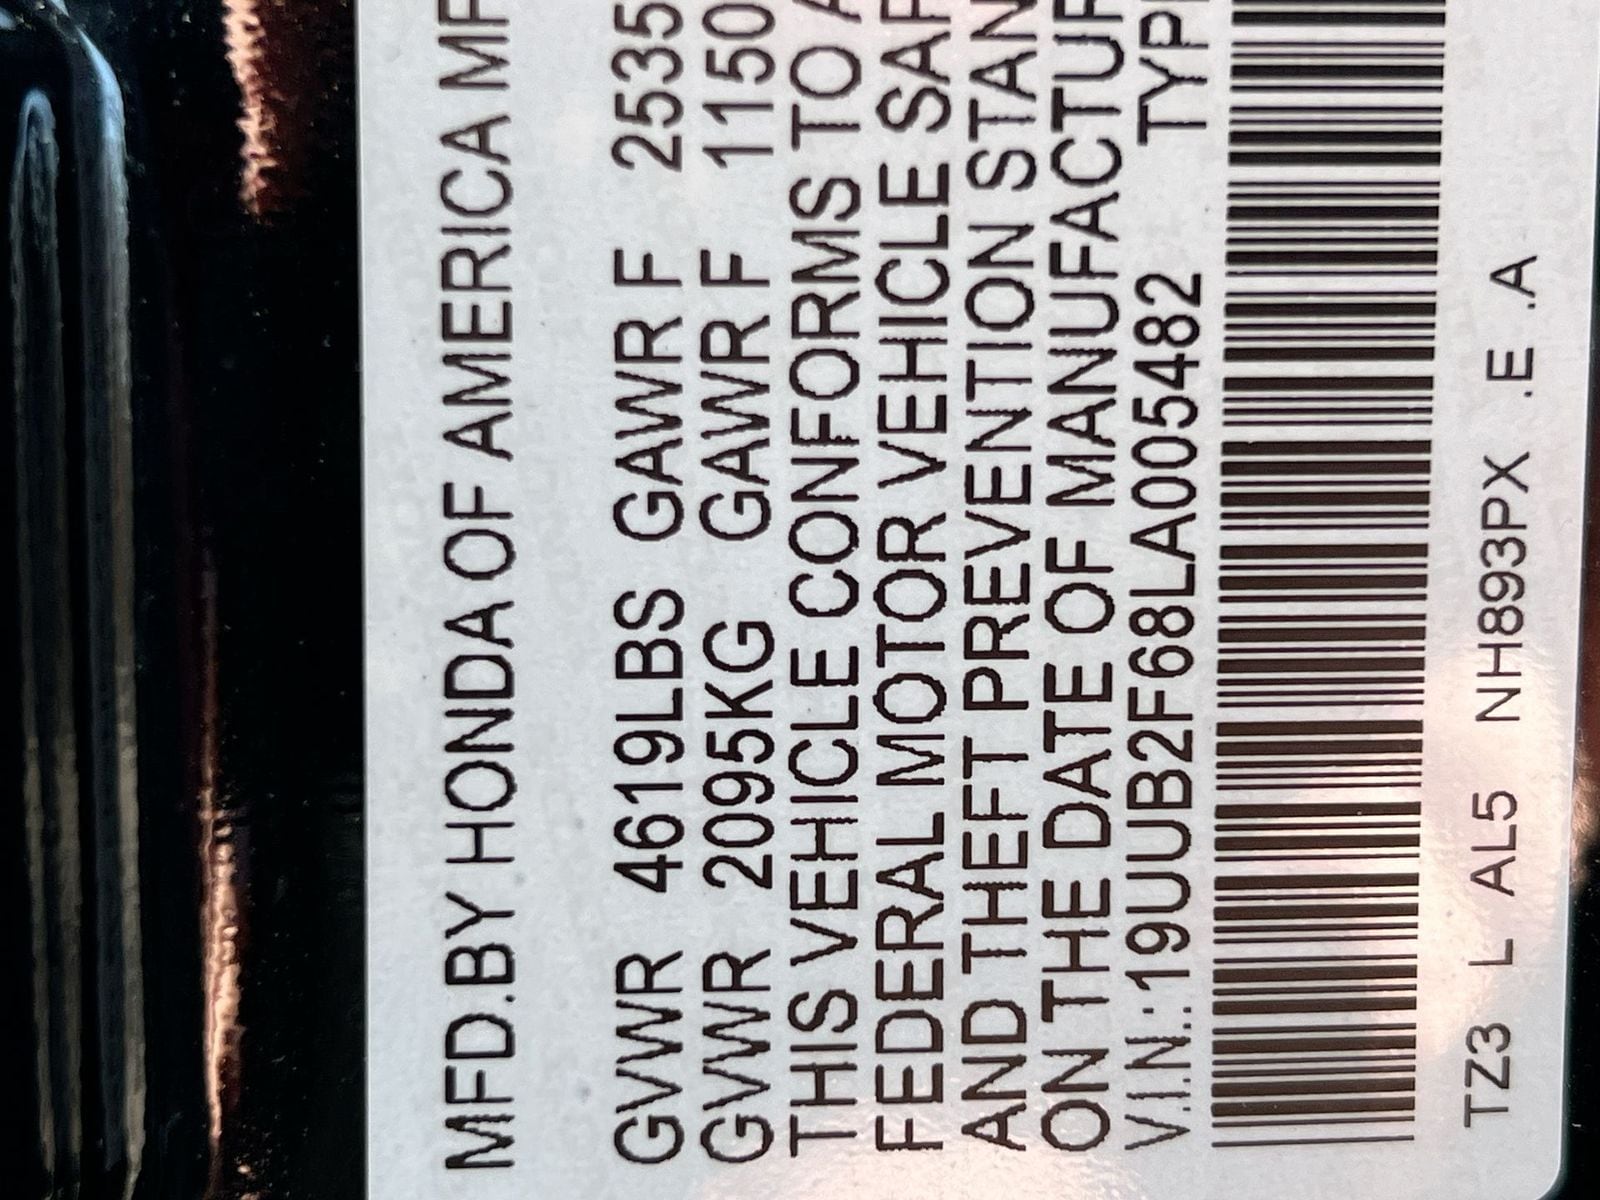 MFD.BY HONDA OF AMERICA MF
GVWR 4619LBS GAWR F 2535
GVWR 2095KG GAWR F 1150
THIS VEHICLE CONFORMS TO A
FEDERAL MOTOR VEHICLE SAF
AND THEFT PREVENTION STAN
ON THE DATE OF MANUFACTUR
V.I.N.:19UUB2F68LA005482 TYP
TZ3 L AL5 NH893PX .E .A